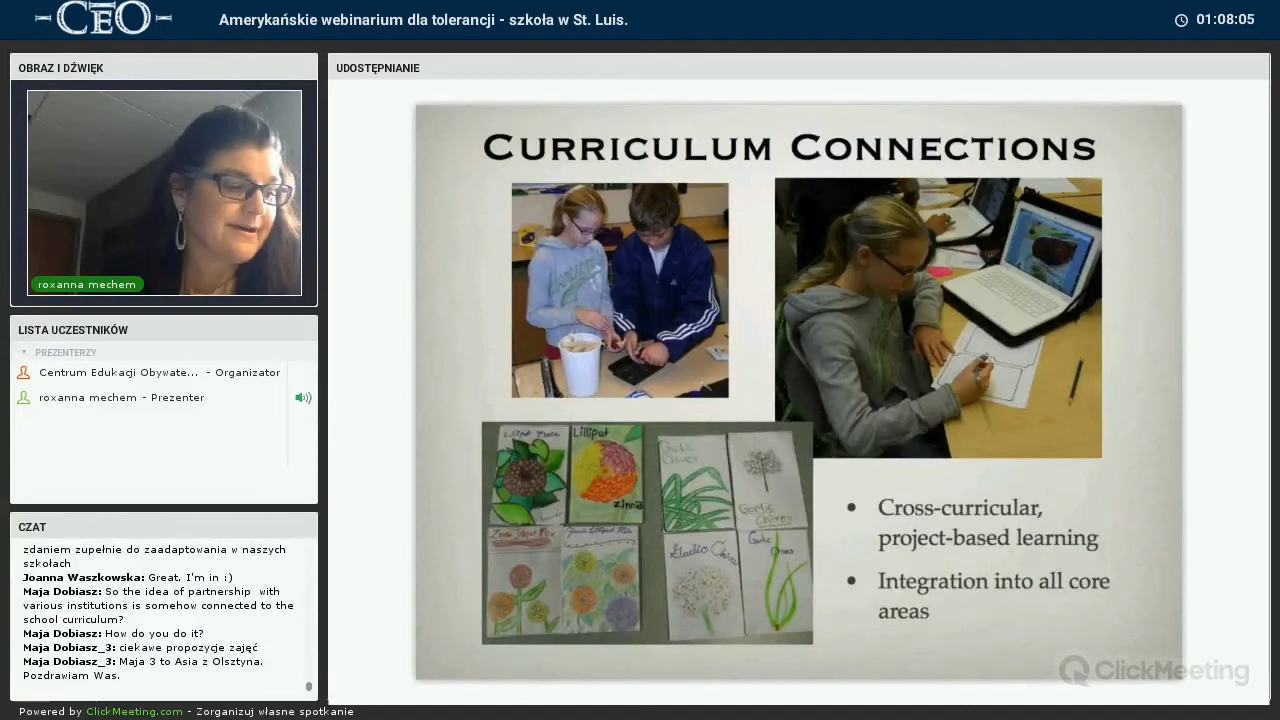 CEO
Amerykańskie webinarium dla tolerancji - szkoła w St. Luis.
01:08:05
OBRAZ I DŹWIĘK
roxanna mechem
LISTA UCZESTNIKÓW
PREZENTERZY
Centrum Edukacji Obywate... - Organizator
roxanna mechem - Prezenter
CZAT
zdaniem zupełnie do zaadaptowania w naszych
szkołach
Joanna Waszkowska: Great. I'm in :)
Maja Dobiasz: So the idea of partnership with
various institutions is somehow connected to the
school curriculum?
Maja Dobiasz: How do you do it?
Maja Dobiasz_3: ciekawe propozycje zajęć
Maja Dobiasz_3: Maja 3 to Asia z Olsztyna.
Pozdrawiam Was.
UDOSTĘPNIANIE
Curriculum Connections
Lilliput
Zinnia
Garlic
Chives
Garlic
Chives
Garlic Chives
• Cross-curricular,
project-based learning
• Integration into all core
areas
ClickMeeting
Powered by ClickMeeting.com - Zorganizuj własne spotkanie